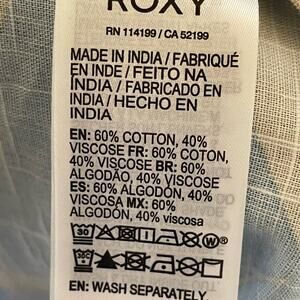 ROXY
RN 114199 / CA 52199
MADE IN INDIA / FABRIQUÉ
EN INDE / FEITO NA
ÍNDIA / FABRICADO EN
INDIA / HECHO EN
INDIA
EN: 60% COTTON, 40%
VISCOSE FR: 60% COTON,
40% VISCOSE BR: 60%
ALGODÃO, 40% VISCOSE
ES: 60% ALGODÓN, 40%
VISCOSA MX: 60%
ALGODÓN, 40% viscosa
EN: WASH SEPARATELY